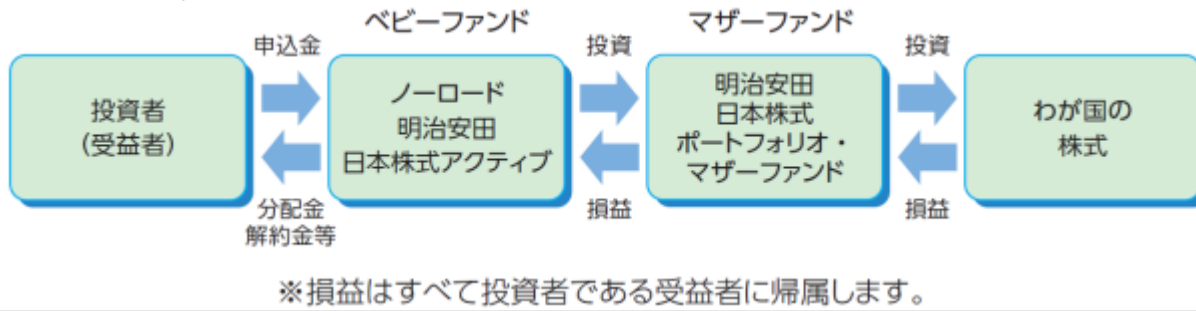 ベビーファンド
マザーファンド
申込金
投資
投資
投資者
(受益者)
ノーロード
明治安田
日本株式アクティブ
明治安田
日本株式
ポートフォリオ・
マザーファンド
わが国の
株式
分配金
解約金等
損益
損益
※損益はすべて投資者である受益者に帰属します。